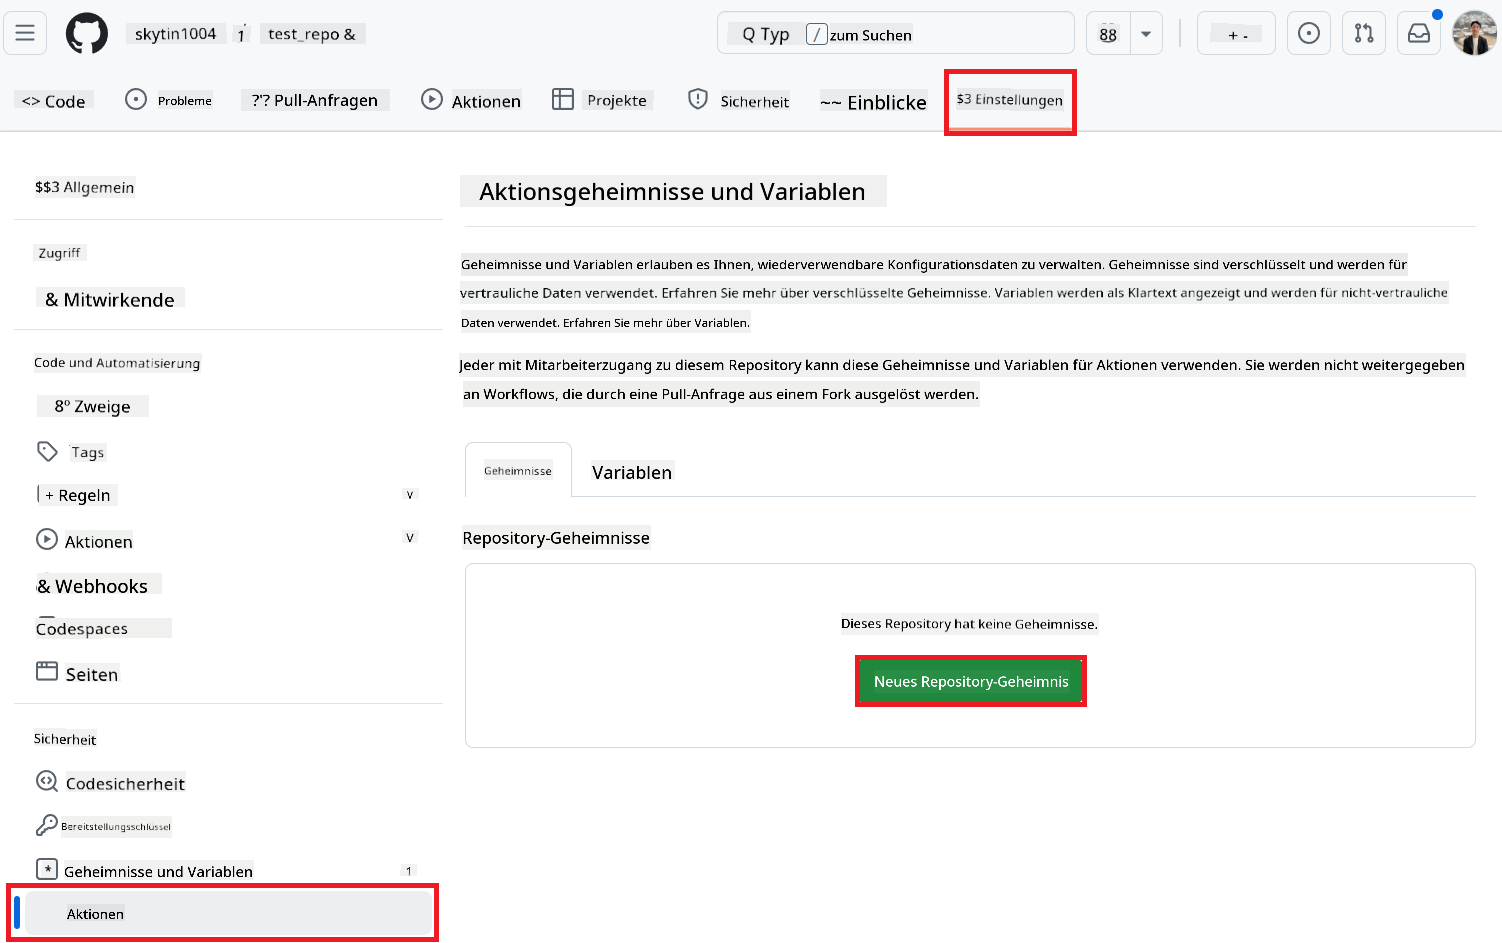 skytin1004 / test_repo &
Q Typ / zum Suchen
88
+ -
<> Code
Probleme
?'? Pull-Anfragen
Aktionen
Projekte
Sicherheit
~~ Einblicke
$3 Einstellungen
$$3 Allgemein
Zugriff
& Mitwirkende
Code und Automatisierung
8º Zweige
Tags
+ Regeln v
Aktionen V
& Webhooks
Codespaces
Seiten
Sicherheit
Codesicherheit
Bereitstellungsschlüssel
* Geheimnisse und Variablen 1
Aktionen
Aktionsgeheimnisse und Variablen
Geheimnisse und Variablen erlauben es Ihnen, wiederverwendbare Konfigurationsdaten zu verwalten. Geheimnisse sind verschlüsselt und werden für
vertrauliche Daten verwendet. Erfahren Sie mehr über verschlüsselte Geheimnisse. Variablen werden als Klartext angezeigt und werden für nicht-vertrauliche
Daten verwendet. Erfahren Sie mehr über Variablen.
Jeder mit Mitarbeiterzugang zu diesem Repository kann diese Geheimnisse und Variablen für Aktionen verwenden. Sie werden nicht weitergegeben
an Workflows, die durch eine Pull-Anfrage aus einem Fork ausgelöst werden.
Geheimnisse
Variablen
Repository-Geheimnisse
Dieses Repository hat keine Geheimnisse.
Neues Repository-Geheimnis